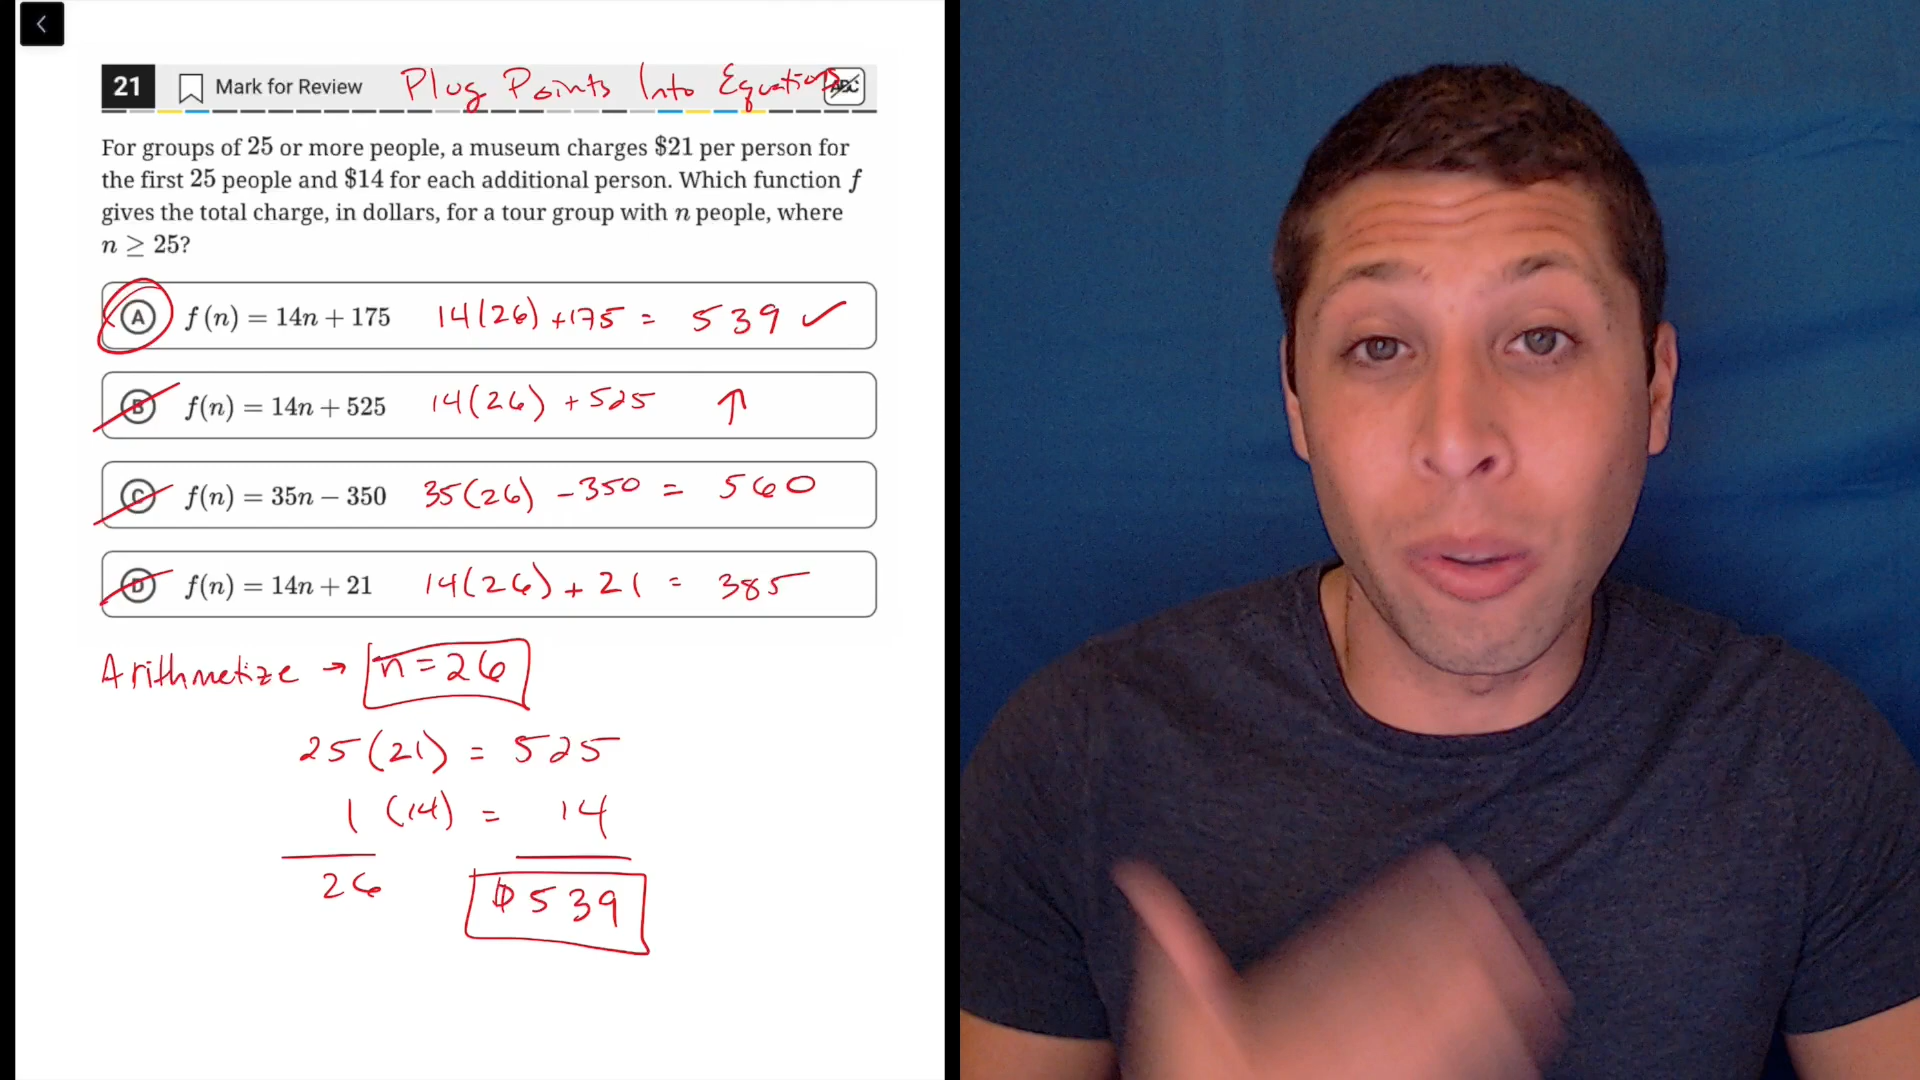 21 Mark for Review Plug Points Into Equations ABC
For groups of 25 or more people, a museum charges $21 per person for
the first 25 people and $14 for each additional person. Which function f
gives the total charge, in dollars, for a tour group with n people, where
n ≥ 25?
A f(n) = 14n + 175 14(26) + 175 = 539 ✓
B f(n) = 14n + 525 14(26) + 525 ↑
C f(n) = 35n − 350 35(26) − 350 = 560
D f(n) = 14n + 21 14(26) + 21 = 385
Arithmetize → n = 26
25 (21) = 525
1 (14) = 14
26 $539